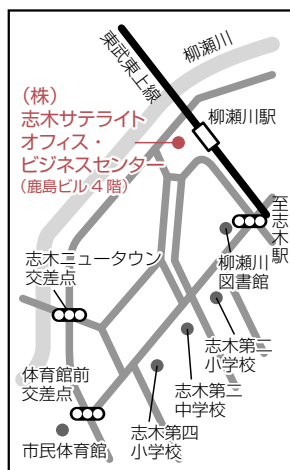 東武東上線
柳瀬川
(株)
志木サテライト
オフィス・
ビジネスセンター
(鹿島ビル 4 階)
柳瀬川駅
至志木駅
柳瀬川
図書館
志木ニュータウン
交差点
志木第二
小学校
体育館前
交差点
志木第二
中学校
志木第四
小学校
市民体育館